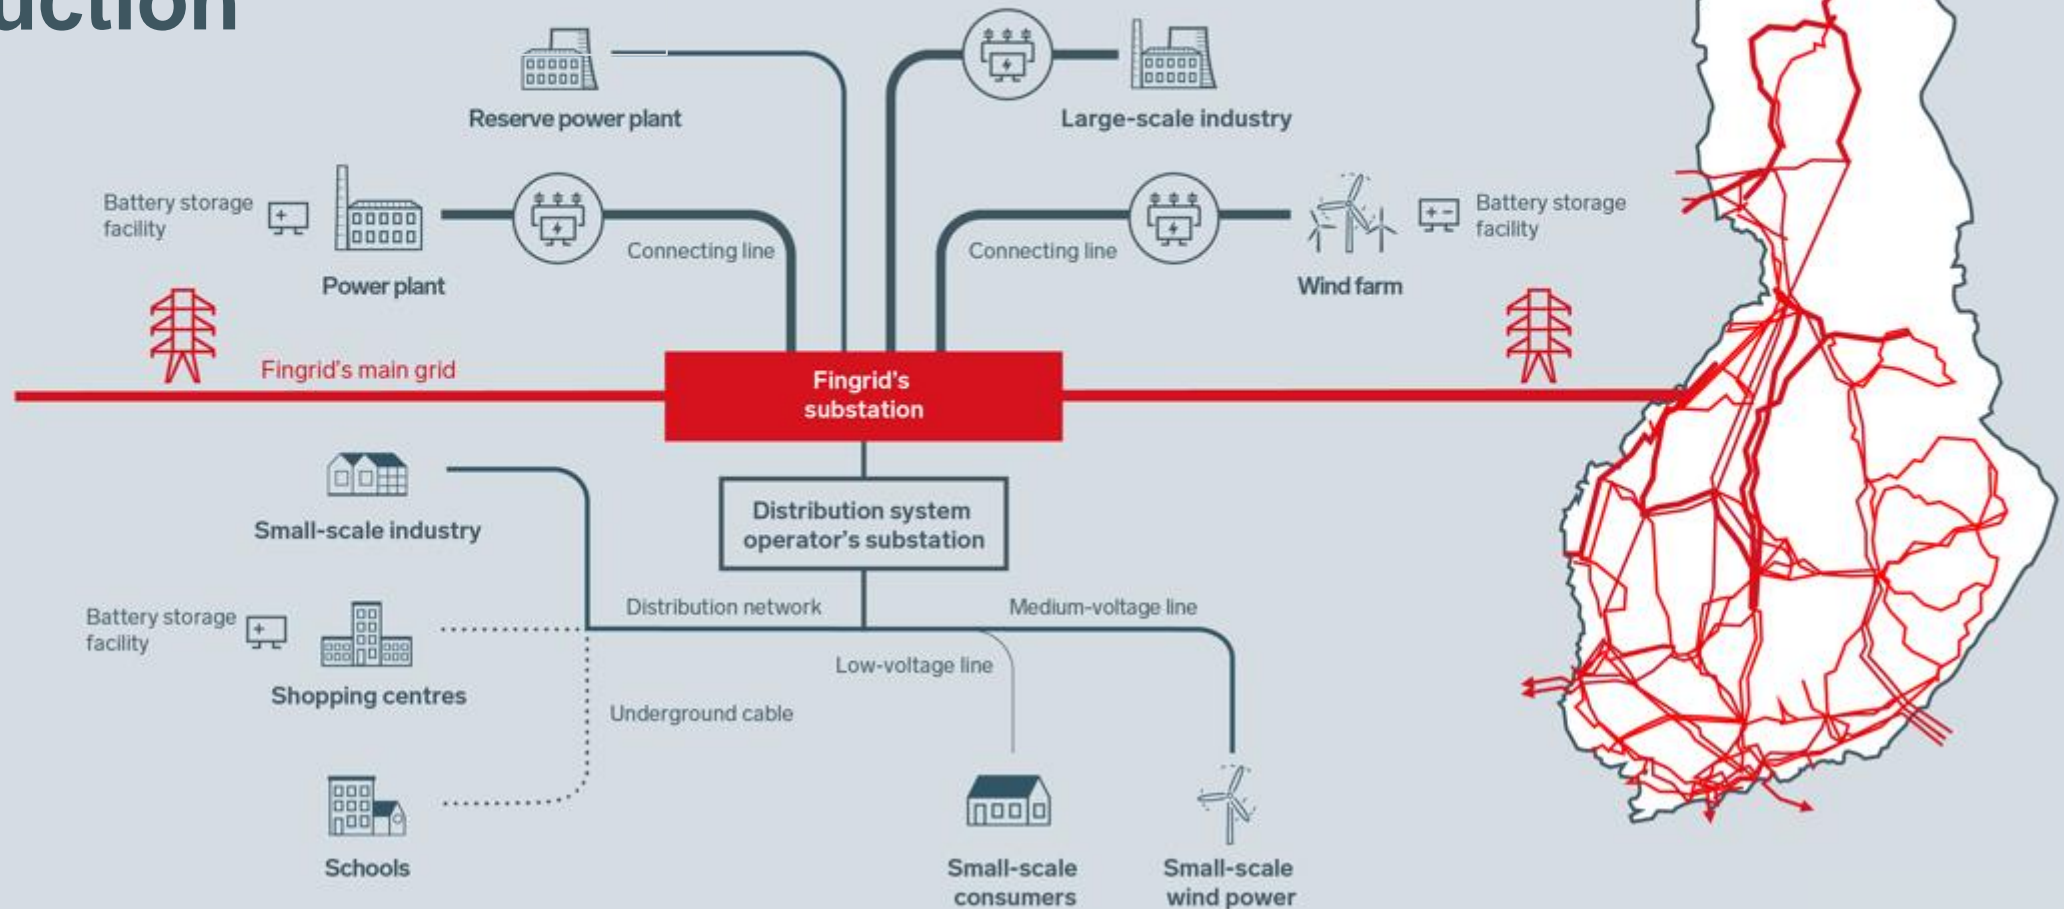 Reserve power plant
Large-scale industry
Battery storage
facility
Power plant
Connecting line
Connecting line
Wind farm
Battery storage
facility
Fingrid's main grid
Fingrid's
substation
Small-scale industry
Distribution system
operator's substation
Battery storage
facility
Shopping centres
Distribution network
Medium-voltage line
Low-voltage line
Underground cable
Schools
Small-scale
consumers
Small-scale
wind power